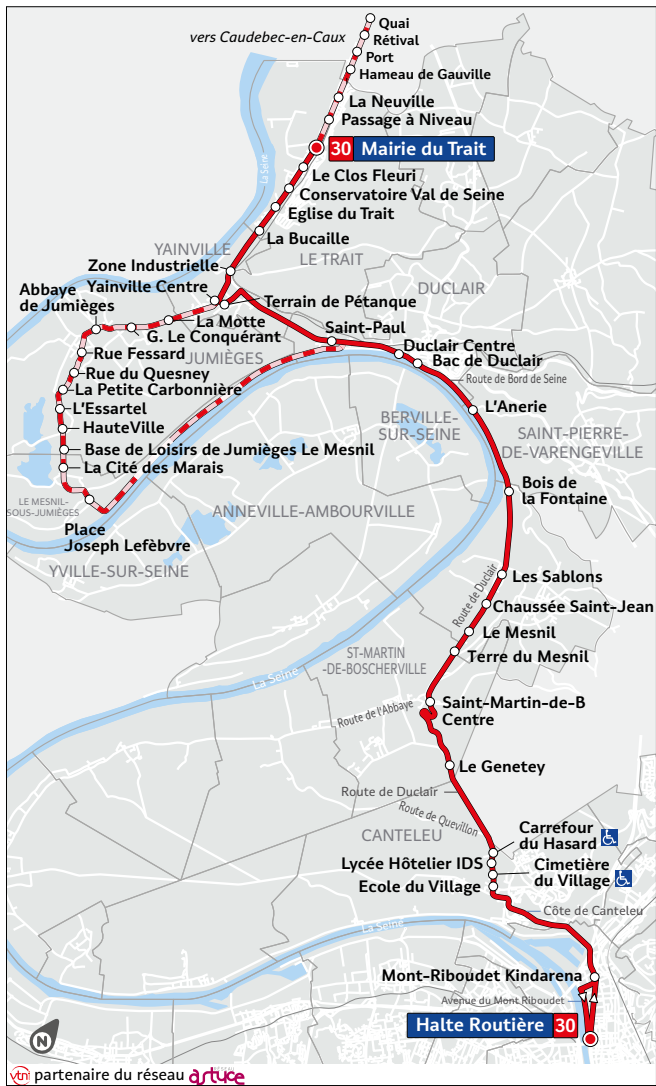 Quai
vers Caudebec-en-Caux
Rétival
Port
Hameau de Gauville
La Neuville
Passage à Niveau
30 Mairie du Trait
La Seine
Le Clos Fleuri
Conservatoire Val de Seine
Eglise du Trait
La Bucaille
YAINVILLE
LE TRAIT
Zone Industrielle
Yainville Centre
DUCLAIR
Abbaye
de Jumièges
Terrain de Pétanque
La Motte
G. Le Conquérant
Saint-Paul
Duclair Centre
Rue Fessard
JUMIÈGES
Bac de Duclair
Rue du Quesney
Route de Bord de Seine
La Petite Carbonnière
L'Essartel
L'Anerie
HauteVille
BERVILLE-
SUR-SEINE
SAINT-PIERRE-
DE-VARENGEVILLE
Base de Loisirs de Jumièges Le Mesnil
La Cité des Marais
Bois de
la Fontaine
LE MESNIL
-SOUS-JUMIÈGES
ANNEVILLE-AMBOURVILLE
Place
Joseph Lefèbvre
YVILLE-SUR-SEINE
Les Sablons
Route de Duclair
Chaussée Saint-Jean
Le Mesnil
ST-MARTIN
-DE-BOSCHERVILLE
Terre du Mesnil
La Seine
Saint-Martin-de-B
Centre
Route de l'Abbaye
Le Genetey
Route de Duclair
Route de Quevillon
CANTELEU
Carrefour
du Hasard
Lycée Hôtelier IDS
Cimetière
du Village
Ecole du Village
Côte de Canteleu
La Seine
Mont-Riboudet Kindarena
Avenue du Mont Riboudet
Halte Routière 30
N
vtni partenaire du réseau astuce